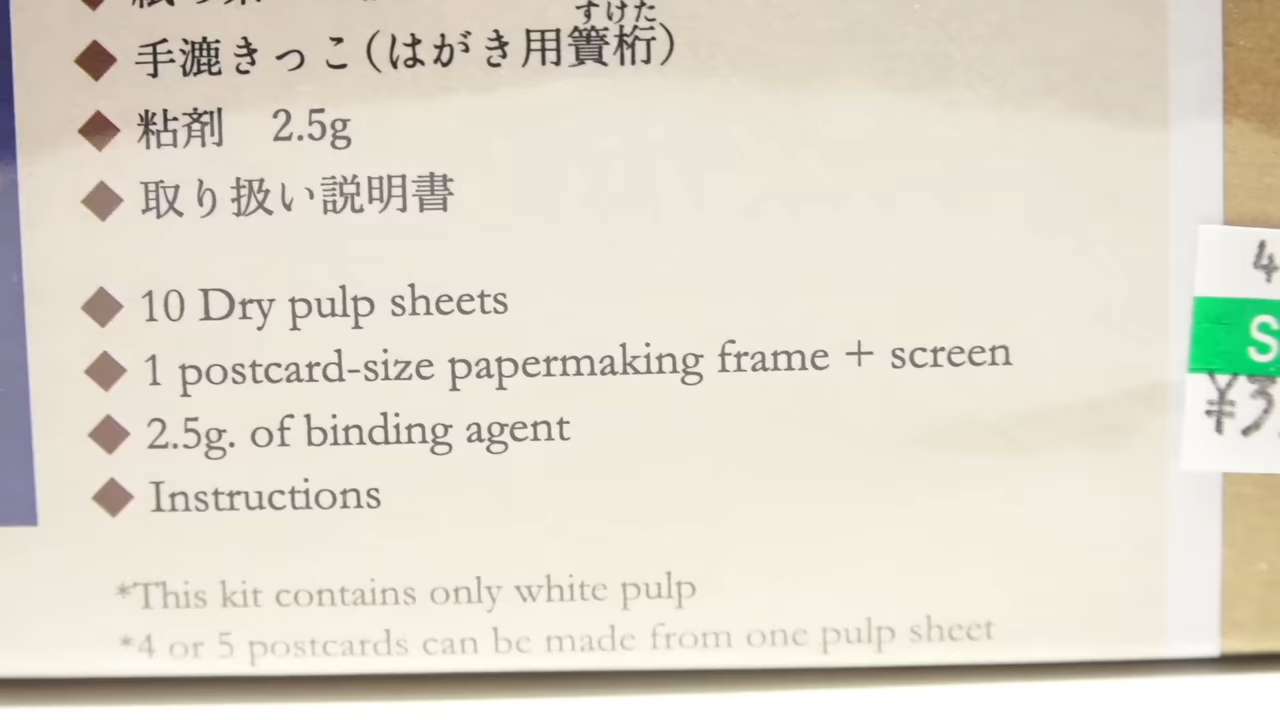 すけた
◆ 手漉きっこ(はがき用簀桁)
◆ 粘剤 2.5g
◆ 取り扱い説明書
◆ 10 Dry pulp sheets
◆ 1 postcard-size papermaking frame + screen
◆ 2.5g. of binding agent
◆ Instructions
*This kit contains only white pulp
*4 or 5 postcards can be made from one pulp sheet
4
S
¥3